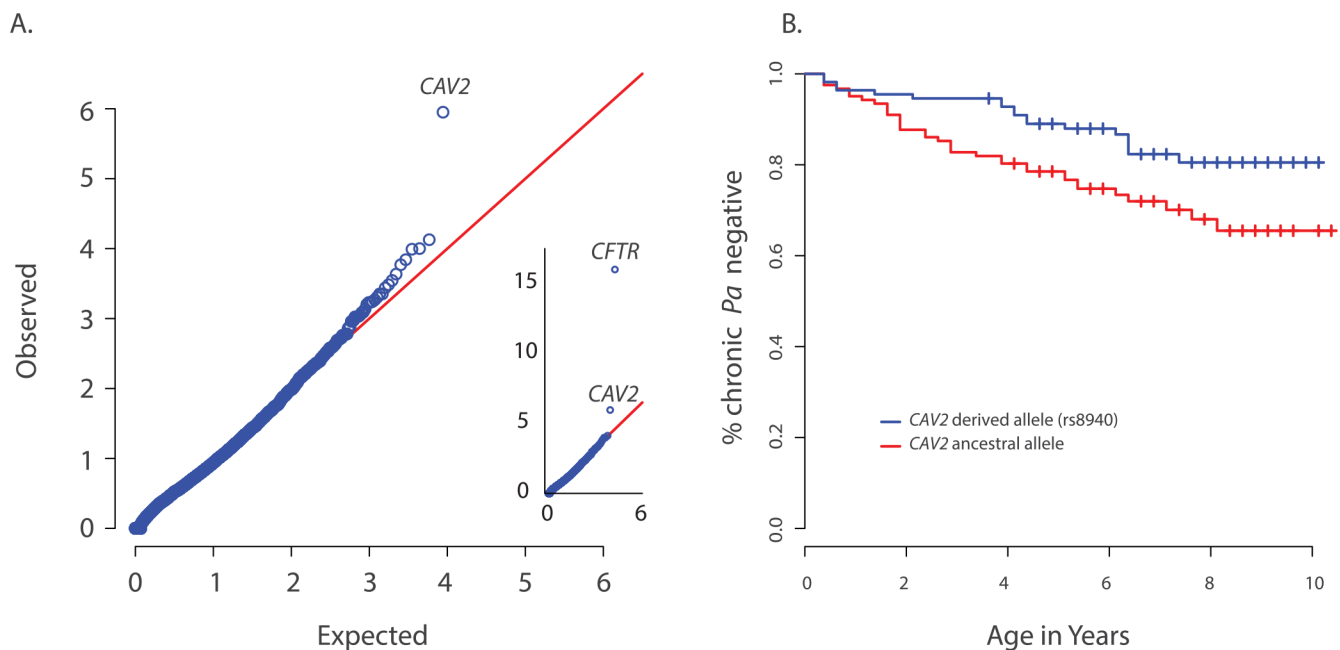 A.
B.
CAV2
6
5
4
3
2
1
0
Observed
0 1 2 3 4 5 6
Expected
CFTR
15
10
CAV2
5
0
0 6
1.0
0.8
0.6
0.4
0.2
0.0
% chronic Pa negative
CAV2 derived allele (rs8940)
CAV2 ancestral allele
0 2 4 6 8 10
Age in Years